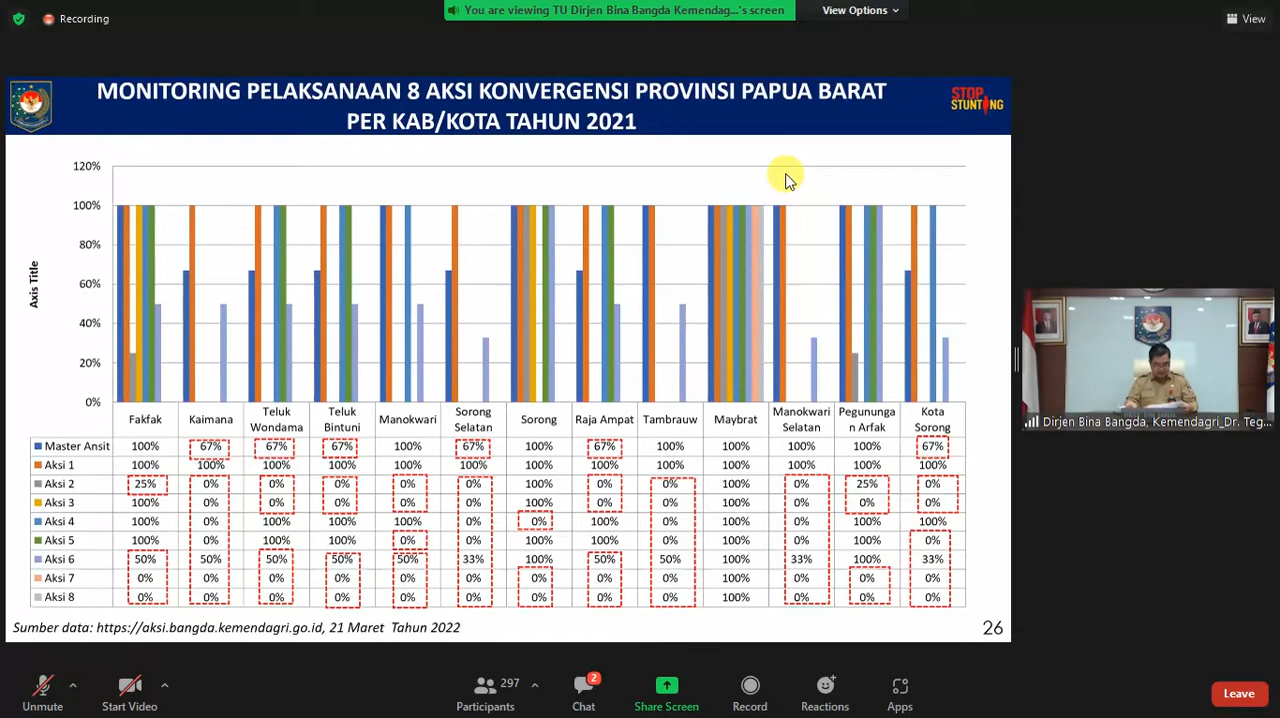 Recording
You are viewing TU Dirjen Bina Bangda Kemendag...'s screen
View Options
View
MONITORING PELAKSANAAN 8 AKSI KONVERGENSI PROVINSI PAPUA BARAT
PER KAB/KOTA TAHUN 2021
STOP
STUNTING
120%
100%
80%
60%
40%
20%
0%
Axis Title
Fakfak Kaimana Teluk Wondama Teluk Bintuni Manokwari Sorong Selatan Sorong Raja Ampat Tambrauw Maybrat Manokwari Selatan Pegununga n Arfak Kota Sorong
Master Ansit 100% 67% 67% 67% 100% 67% 100% 67% 100% 100% 100% 100% 67%
Aksi 1 100% 100% 100% 100% 100% 100% 100% 100% 100% 100% 100% 100% 100%
Aksi 2 25% 0% 0% 0% 0% 0% 100% 0% 0% 100% 0% 25% 0%
Aksi 3 100% 0% 0% 0% 0% 0% 100% 0% 0% 100% 0% 0% 0%
Aksi 4 100% 0% 100% 100% 100% 0% 0% 100% 0% 100% 0% 100% 100%
Aksi 5 100% 0% 100% 100% 0% 0% 100% 100% 0% 100% 0% 100% 0%
Aksi 6 50% 50% 50% 50% 50% 33% 100% 50% 50% 100% 33% 100% 33%
Aksi 7 0% 0% 0% 0% 0% 0% 0% 0% 0% 100% 0% 0% 0%
Aksi 8 0% 0% 0% 0% 0% 0% 0% 0% 0% 100% 0% 0% 0%
Sumber data: https://aksi.bangda.kemendagri.go.id, 21 Maret Tahun 2022
26
Dirjen Bina Bangda, Kemendagri_Dr. Teg...
Unmute
Start Video
297
Participants
2
Chat
Share Screen
Record
Reactions
Apps
Leave